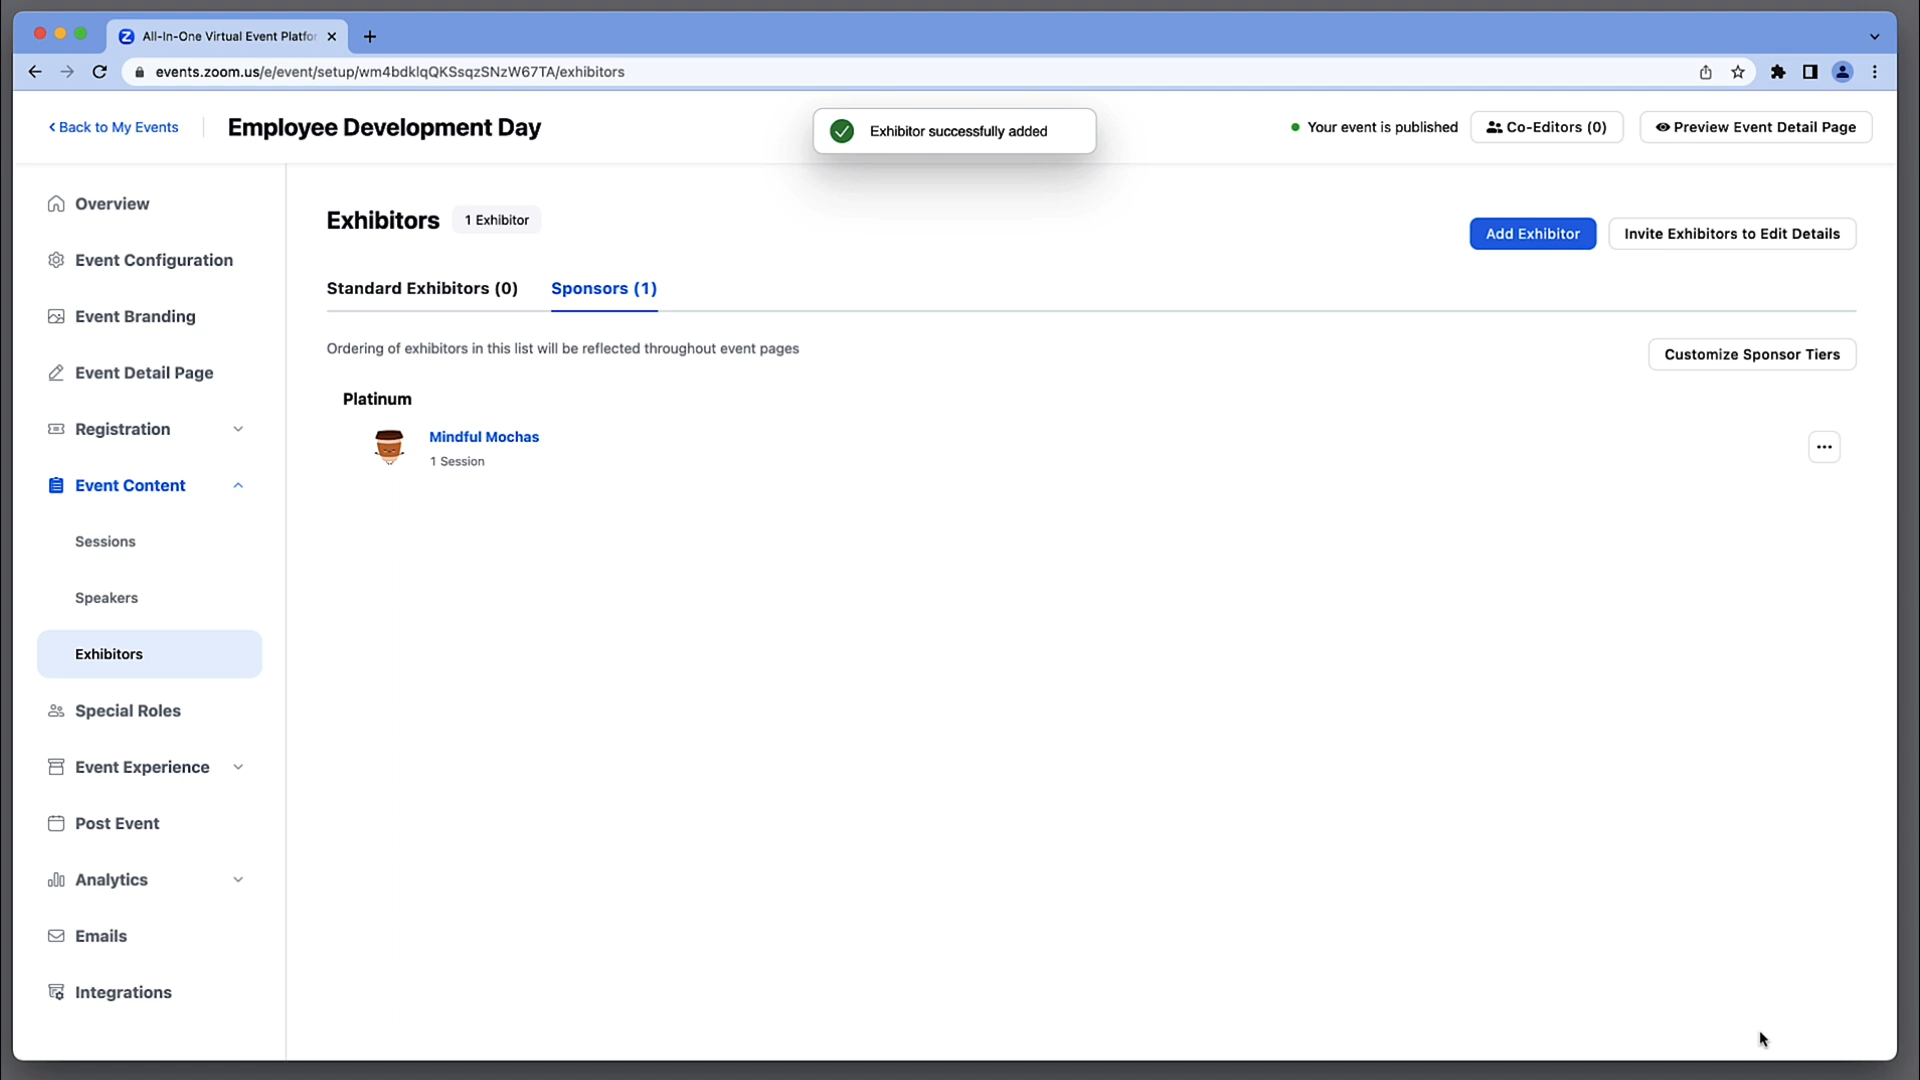 All-In-One Virtual Event Platfor
events.zoom.us/e/event/setup/wm4bdklqQKSsqzSNzW67TA/exhibitors
Back to My Events
Employee Development Day
Exhibitor successfully added
Your event is published
Co-Editors (0)
Preview Event Detail Page
Overview
Event Configuration
Event Branding
Event Detail Page
Registration
Event Content
Sessions
Speakers
Exhibitors
Special Roles
Event Experience
Post Event
Analytics
Emails
Integrations
Exhibitors
1 Exhibitor
Add Exhibitor
Invite Exhibitors to Edit Details
Standard Exhibitors (0)
Sponsors (1)
Ordering of exhibitors in this list will be reflected throughout event pages
Customize Sponsor Tiers
Platinum
Mindful Mochas
1 Session